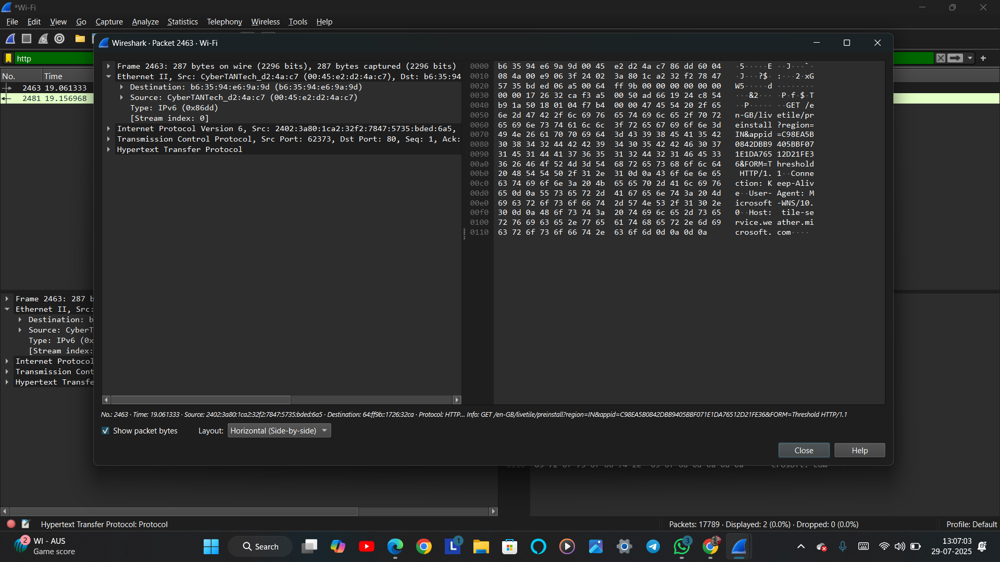 *Wi-Fi
File Edit View Go Capture Analyze Statistics Telephony Wireless Tools Help
Wireshark · Packet 2463 · Wi-Fi
http
No. Time
2463 19.061333
2481 19.156968
Frame 2463: 287 bytes on wire (2296 bits), 287 bytes captured (2296 bits)
Ethernet II, Src: CyberTANTech_d2:4a:c7 (00:45:e2:d2:4a:c7), Dst: b6:35:94
Destination: b6:35:94:e6:9a:9d (b6:35:94:e6:9a:9d)
Source: CyberTANTech_d2:4a:c7 (00:45:e2:d2:4a:c7)
Type: IPv6 (0x86dd)
[Stream index: 0]
Internet Protocol Version 6, Src: 2402:3a80:1ca2:32f2:7847:5735:bded:6a5,
Transmission Control Protocol, Src Port: 62373, Dst Port: 80, Seq: 1, Ack:
Hypertext Transfer Protocol
0000 b6 35 94 e6 9a 9d 00 45 e2 d2 4a c7 86 dd 60 04 ·5·····E ··J···`·
0010 08 4a 00 e9 06 3f 24 02 3a 80 1c a2 32 f2 78 47 ·J···?$· :···2·xG
0020 57 35 bd ed 06 a5 00 64 ff 9b 00 00 00 00 00 00 W5·····d ········
0030 00 00 17 26 32 ca f3 a5 00 50 ad 66 19 24 c8 54 ···&2··· ·P·f·$·T
0040 b9 1a 50 18 01 04 f7 b4 00 00 47 45 54 20 2f 65 ··P····· ··GET /e
0050 6e 2d 47 42 2f 6c 69 76 65 74 69 6c 65 2f 70 72 n-GB/liv etile/pr
0060 65 69 6e 73 74 61 6c 6c 3f 72 65 67 69 6f 6e 3d einstall ?region=
0070 49 4e 26 61 70 70 69 64 3d 43 39 38 45 41 35 42 IN&appid =C98EA5B
0080 30 38 34 32 44 42 42 39 34 30 35 42 42 46 30 37 0842DBB9 405BBF07
0090 31 45 31 44 41 37 36 35 31 32 44 32 31 46 45 33 1E1DA765 12D21FE3
00a0 36 26 46 4f 52 4d 3d 54 68 72 65 73 68 6f 6c 64 6&FORM=T hreshold
00b0 20 48 54 54 50 2f 31 2e 31 0d 0a 43 6f 6e 6e 65 HTTP/1. 1··Conne
00c0 63 74 69 6f 6e 3a 20 4b 65 65 70 2d 41 6c 69 76 ction: K eep-Aliv
00d0 65 0d 0a 55 73 65 72 2d 41 67 65 6e 74 3a 20 4d e··User- Agent: M
00e0 69 63 72 6f 73 6f 66 74 2d 57 4e 53 2f 31 30 2e icrosoft -WNS/10.
00f0 30 0d 0a 48 6f 73 74 3a 20 74 69 6c 65 2d 73 65 0··Host: tile-se
0100 72 76 69 63 65 2e 77 65 61 74 68 65 72 2e 6d 69 rvice.we ather.mi
0110 63 72 6f 73 6f 66 74 2e 63 6f 6d 0d 0a 0d 0a crosoft. com····
No.: 2463 · Time: 19.061333 · Source: 2402:3a80:1ca2:32f2:7847:5735:bded:6a5 · Destination: 64:ff9b::1726:32ca · Protocol: HTTP... Info: GET /en-GB/livetile/preinstall?region=IN&appid=C98EA5B0842DBB9405BBF071E1DA76512D21FE36&FORM=Threshold HTTP/1.1
Show packet bytes Layout: Horizontal (Side-by-side)
Close Help
Frame 2463: 287 b
Ethernet II, Src:
Destination: b
Source: CyberT
Type: IPv6 (0x
[Stream index:
Internet Protocol
Transmission Cont
Hypertext Transfe
Hypertext Transfer Protocol: Protocol
Packets: 17789 · Displayed: 2 (0.0%) · Dropped: 0 (0.0%)
Profile: Default
2 WI - AUS
Game score
Search
L 1
3
13:07:03
29-07-2025